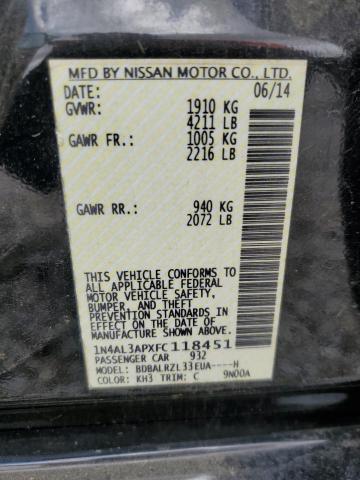 MFD BY NISSAN MOTOR CO., LTD.
DATE: 06/14
GVWR: 1910 KG
4211 LB
GAWR FR.: 1005 KG
2216 LB
GAWR RR.: 940 KG
2072 LB
THIS VEHICLE CONFORMS TO
ALL APPLICABLE FEDERAL
MOTOR VEHICLE SAFETY,
BUMPER, AND THEFT
PREVENTION STANDARDS
IN EFFECT ON THE DATE OF
MANUFACTURE SHOWN ABOVE.
1N4AL3APXFC118451
PASSENGER CAR 932
MODEL: BDBALRZL33EUA----H
COLOR: KH3 TRIM: C 9N00A